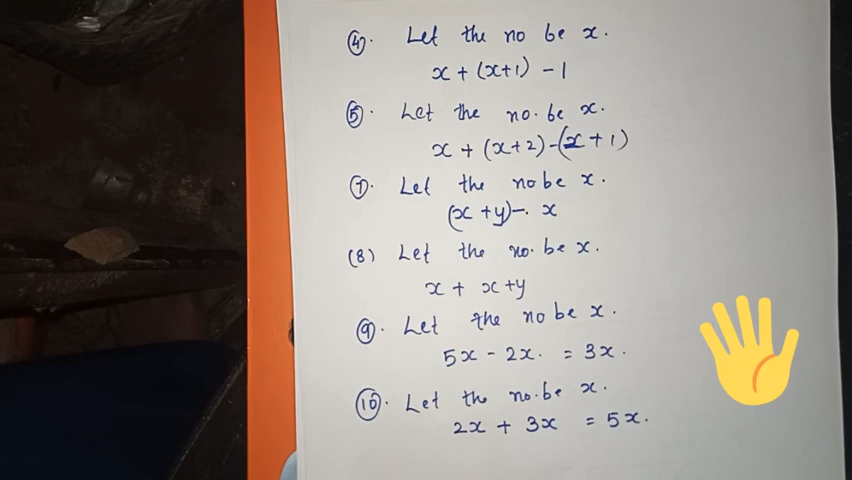 (4). Let the no be x.
x + (x+1) - 1
(5). Let the no. be x.
x + (x+2) - (x + 1)
(7). Let the no be x.
(x + y) - . x
(8) Let the no. be x.
x + x + y
(9). Let the no be x.
5x - 2x. = 3x.
(10). Let the no. be x.
2x + 3x = 5x.